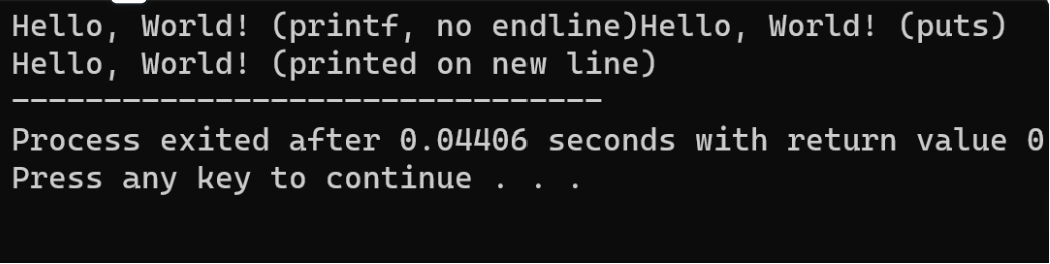 Hello, World! (printf, no endline)Hello, World! (puts)
Hello, World! (printed on new line)
--------------------------------
Process exited after 0.04406 seconds with return value 0
Press any key to continue . . .